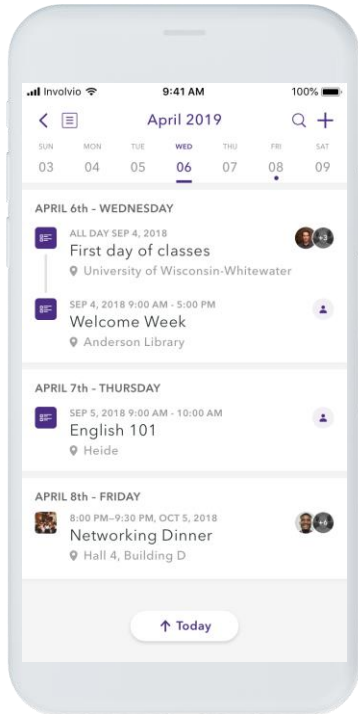 Involvio 9:41 AM 100%
April 2019
SUN MON TUE WED THU FRI SAT
03 04 05 06 07 08 09
APRIL 6th - WEDNESDAY
ALL DAY SEP 4, 2018
First day of classes
+3
University of Wisconsin-Whitewater
SEP 4, 2018 9:00 AM - 5:00 PM
Welcome Week
Anderson Library
APRIL 7th - THURSDAY
SEP 5, 2018 9:00 AM - 10:00 AM
English 101
Heide
APRIL 8th - FRIDAY
8:00 PM–9:30 PM, OCT 5, 2018
Networking Dinner
+6
Hall 4, Building D
Today